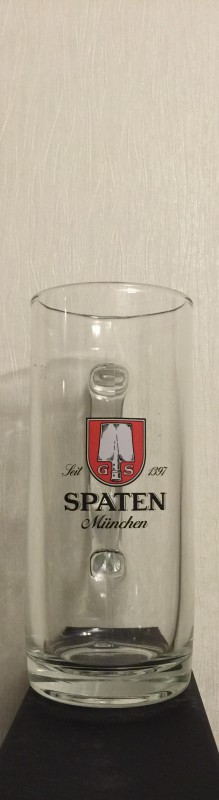 G S
Seit 1397
SPATEN
München